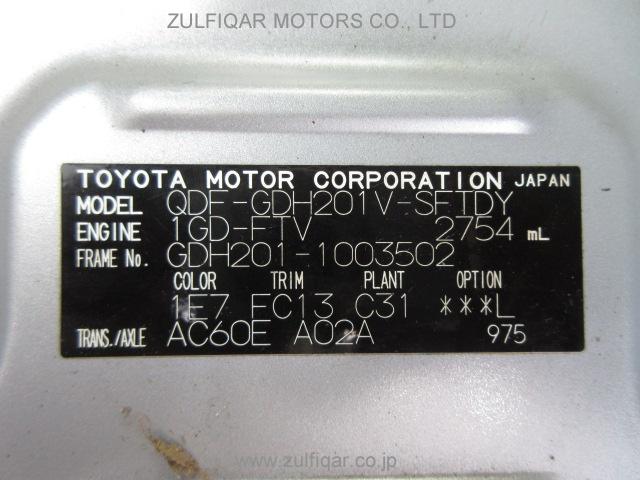 ZULFIQAR MOTORS CO., LTD
TOYOTA MOTOR CORPORATION JAPAN
MODEL QDF-GDH201V-SFTDY
ENGINE 1GD-FTV 2754 mL
FRAME No. GDH201-1003502
COLOR TRIM PLANT OPTION
1E7 FC13 C31 ***L
TRANS./AXLE AC60E A02A 975
www.zulfiqar.co.jp